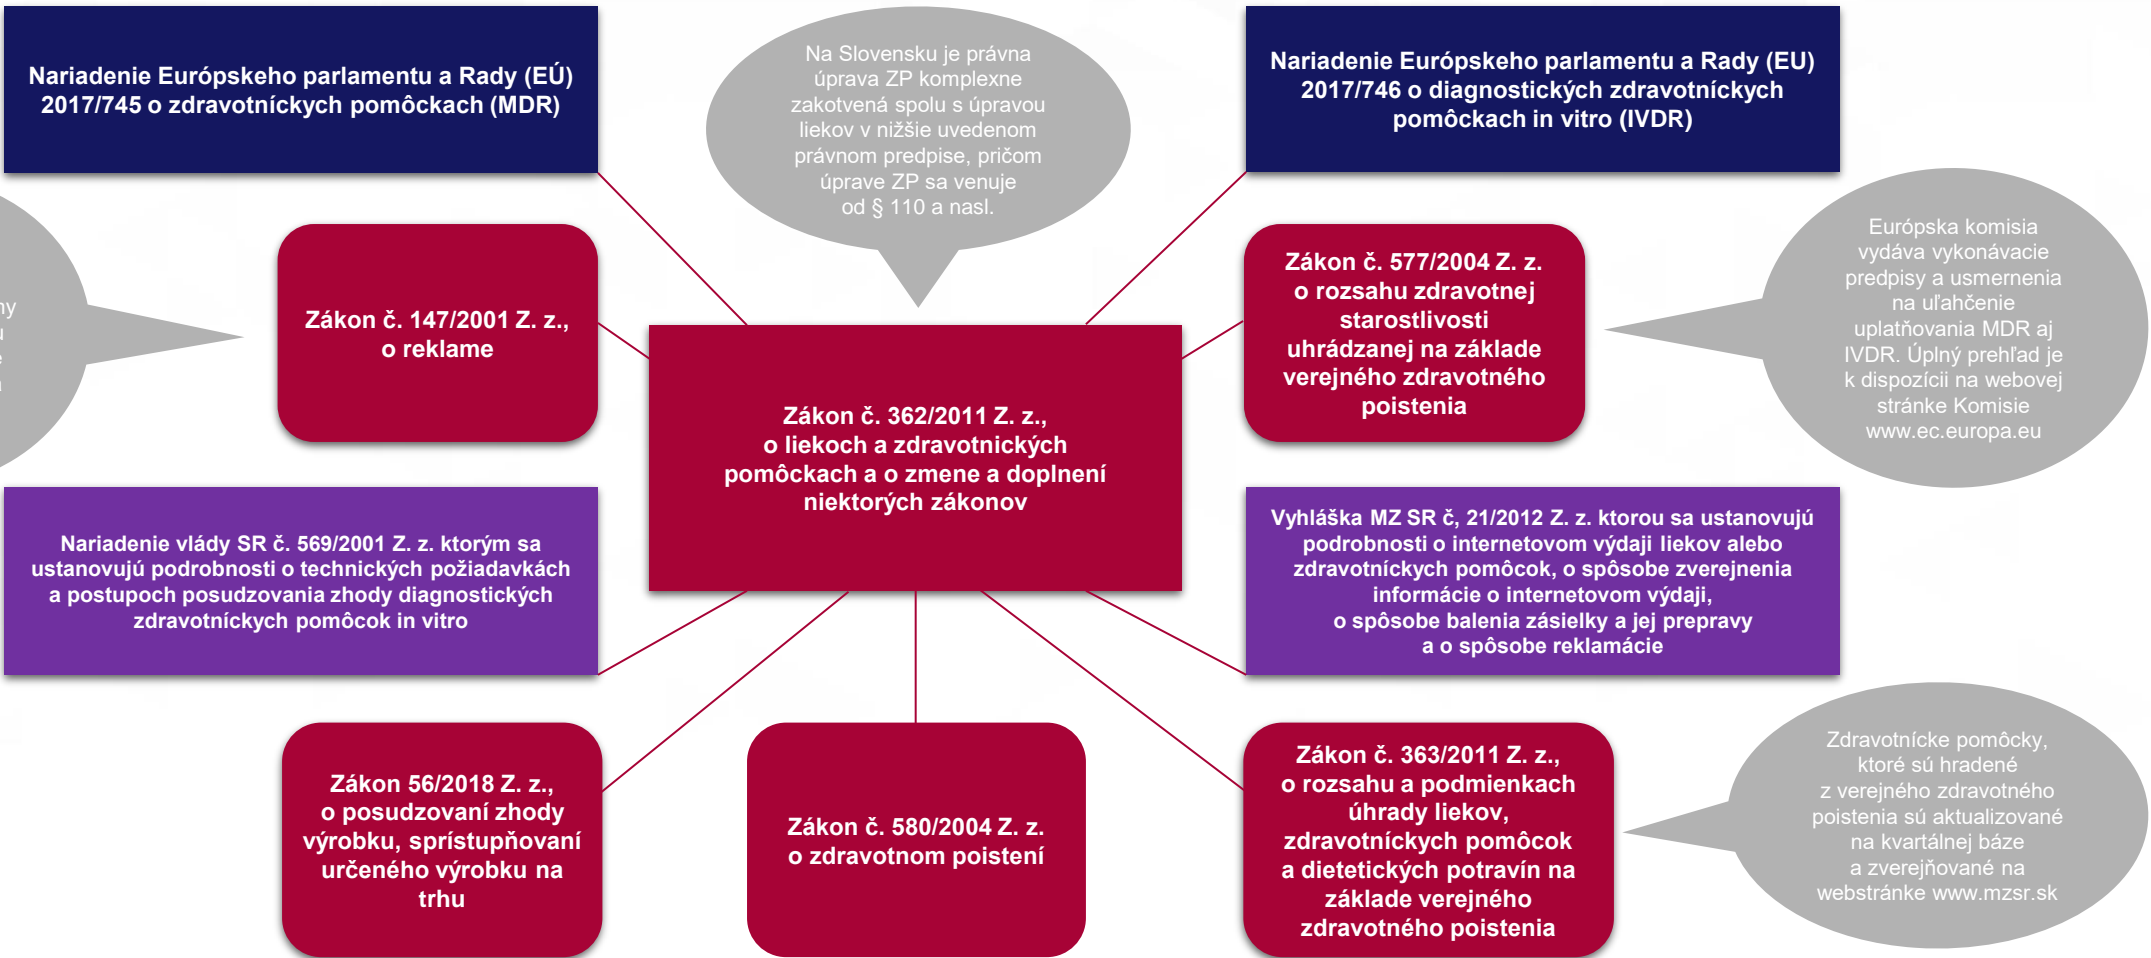 Nariadenie Európskeho parlamentu a Rady (EÚ)
2017/745 o zdravotníckych pomôckach (MDR)
Na Slovensku je právna
úprava ZP komplexne
zakotvená spolu s úpravou
liekov v nižšie uvedenom
právnom predpise, pričom
úprave ZP sa venuje
od § 110 a nasl.
Nariadenie Európskeho parlamentu a Rady (EU)
2017/746 o diagnostických zdravotníckych
pomôckach in vitro (IVDR)
Zákon č. 147/2001 Z. z.,
o reklame
Zákon č. 577/2004 Z. z.
o rozsahu zdravotnej
starostlivosti
uhrádzanej na základe
verejného zdravotného
poistenia
Európska komisia
vydáva vykonávacie
predpisy a usmernenia
na uľahčenie
uplatňovania MDR aj
IVDR. Úplný prehľad je
k dispozícii na webovej
stránke Komisie
www.ec.europa.eu
Zákon č. 362/2011 Z. z.,
o liekoch a zdravotnických
pomôckach a o zmene a doplnení
niektorých zákonov
Nariadenie vlády SR č. 569/2001 Z. z. ktorým sa
ustanovujú podrobnosti o technických požiadavkách
a postupoch posudzovania zhody diagnostických
zdravotníckych pomôcok in vitro
Vyhláška MZ SR č, 21/2012 Z. z. ktorou sa ustanovujú
podrobnosti o internetovom výdaji liekov alebo
zdravotníckych pomôcok, o spôsobe zverejnenia
informácie o internetovom výdaji,
o spôsobe balenia zásielky a jej prepravy
a o spôsobe reklamácie
Zákon 56/2018 Z. z.,
o posudzovaní zhody
výrobku, sprístupňovaní
určeného výrobku na
trhu
Zákon č. 580/2004 Z. z.
o zdravotnom poistení
Zákon č. 363/2011 Z. z.,
o rozsahu a podmienkach
úhrady liekov,
zdravotníckych pomôcok
a dietetických potravín na
základe verejného
zdravotného poistenia
Zdravotnícke pomôcky,
ktoré sú hradené
z verejného zdravotného
poistenia sú aktualizované
na kvartálnej báze
a zverejňované na
webstránke www.mzsr.sk